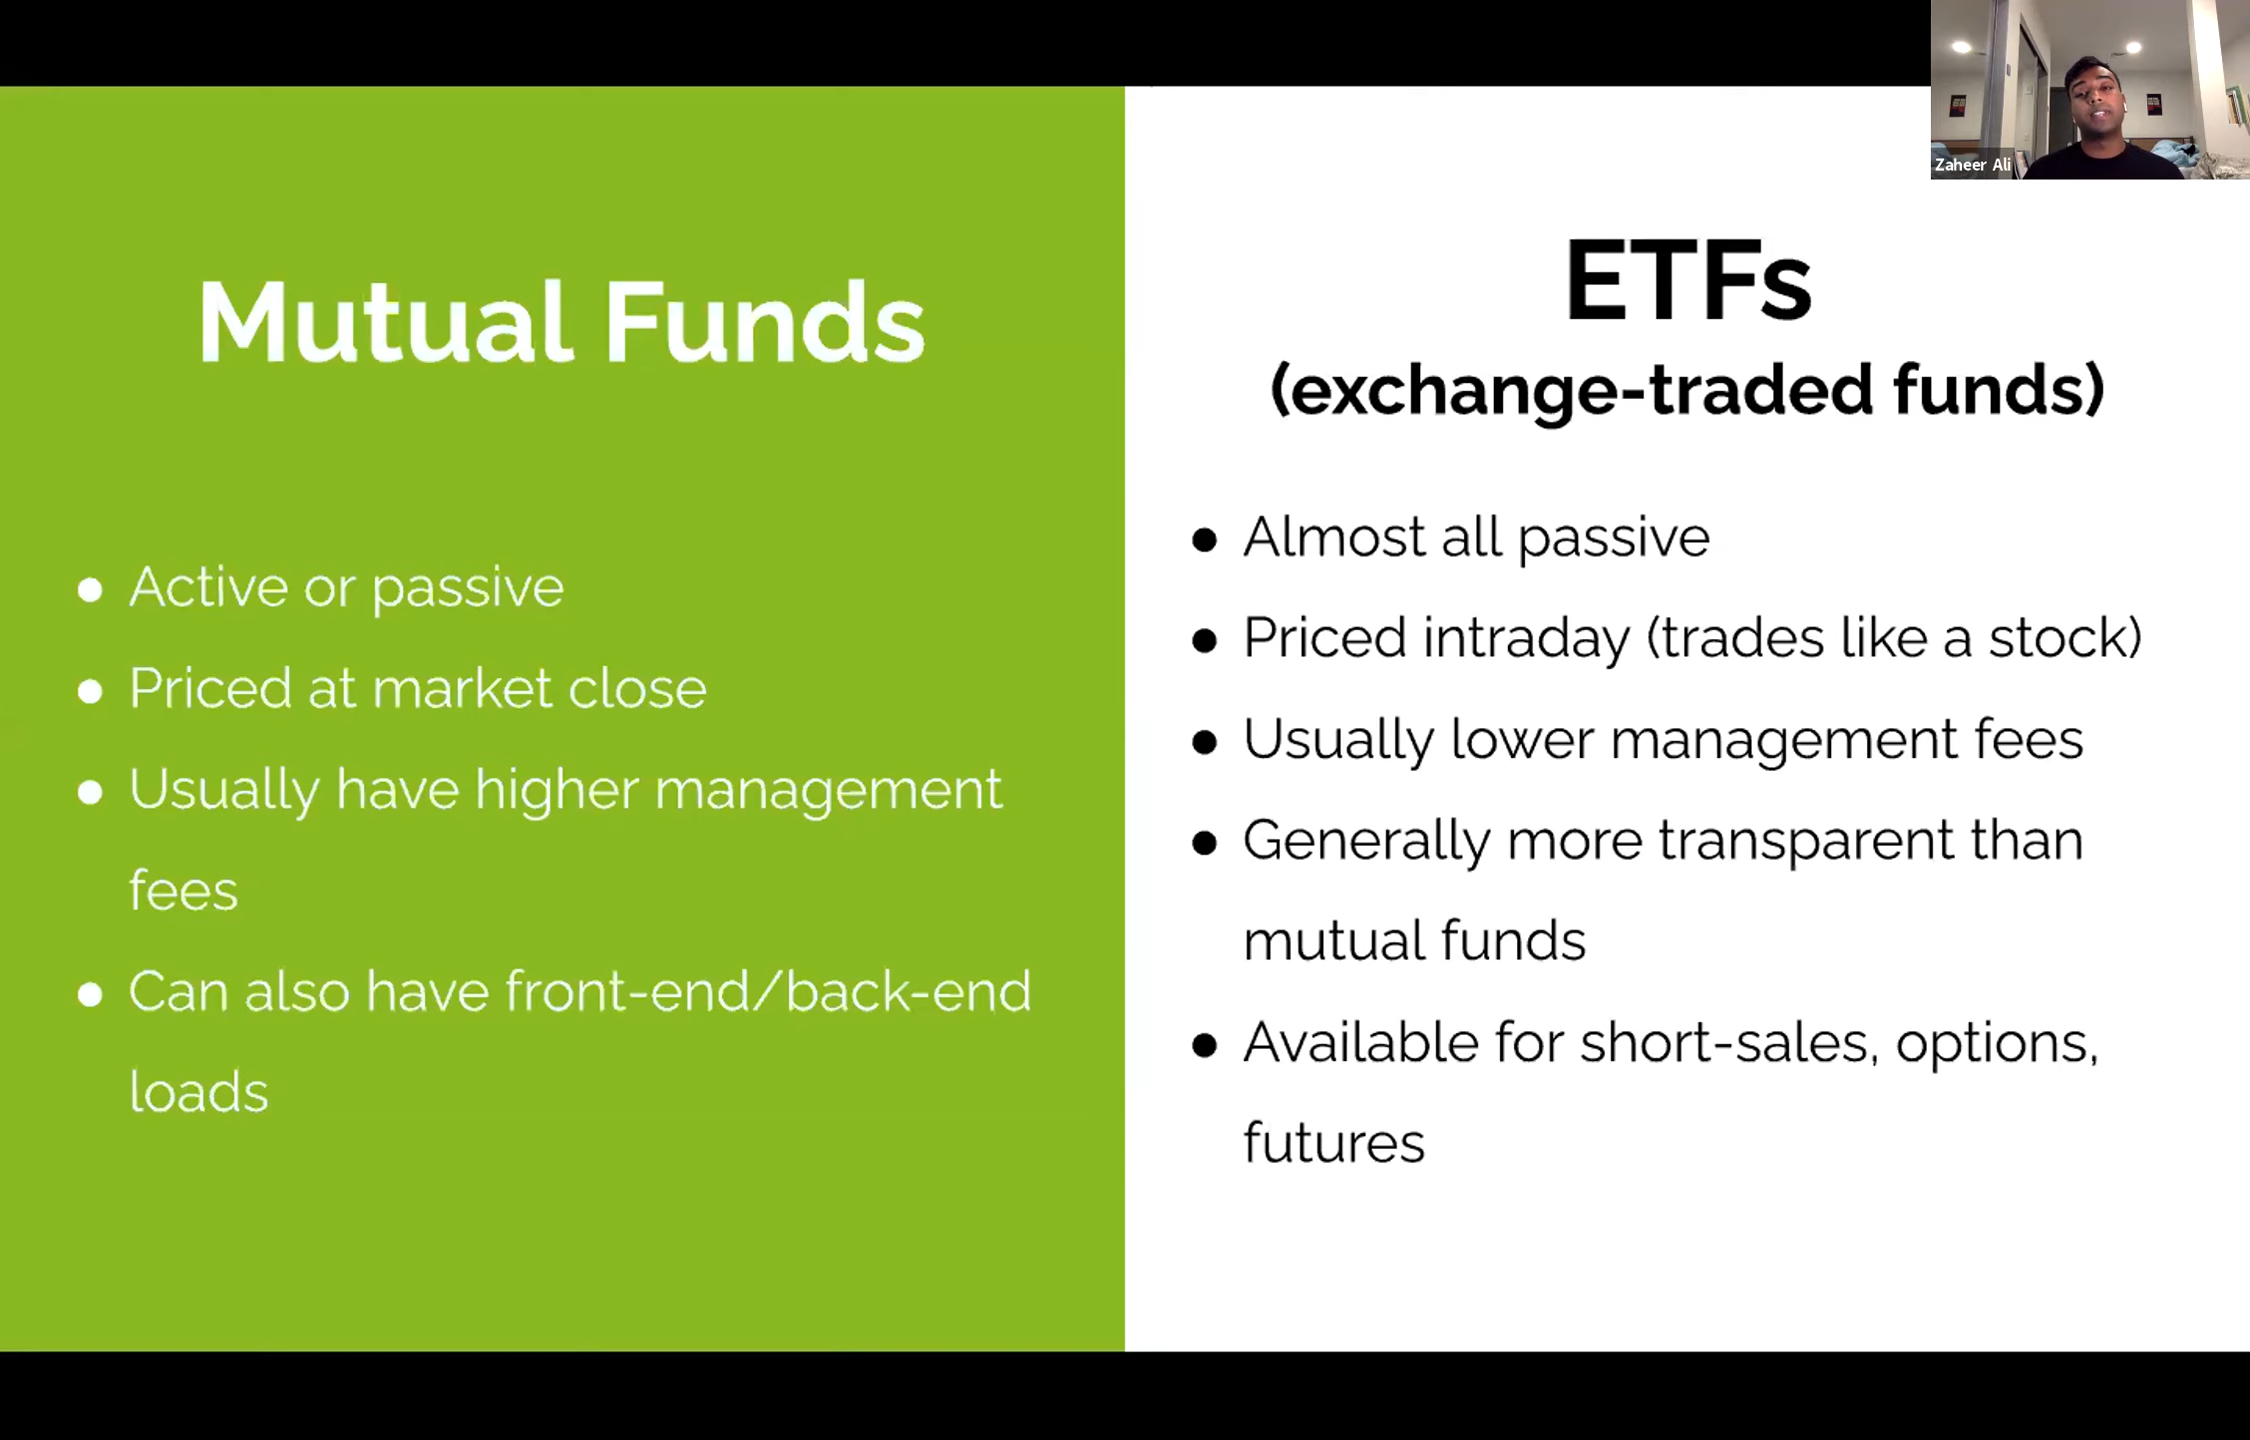 Zaheer Ali
Mutual Funds
● Active or passive
● Priced at market close
● Usually have higher management
fees
● Can also have front-end/back-end
loads
ETFs
(exchange-traded funds)
● Almost all passive
● Priced intraday (trades like a stock)
● Usually lower management fees
● Generally more transparent than
mutual funds
● Available for short-sales, options,
futures